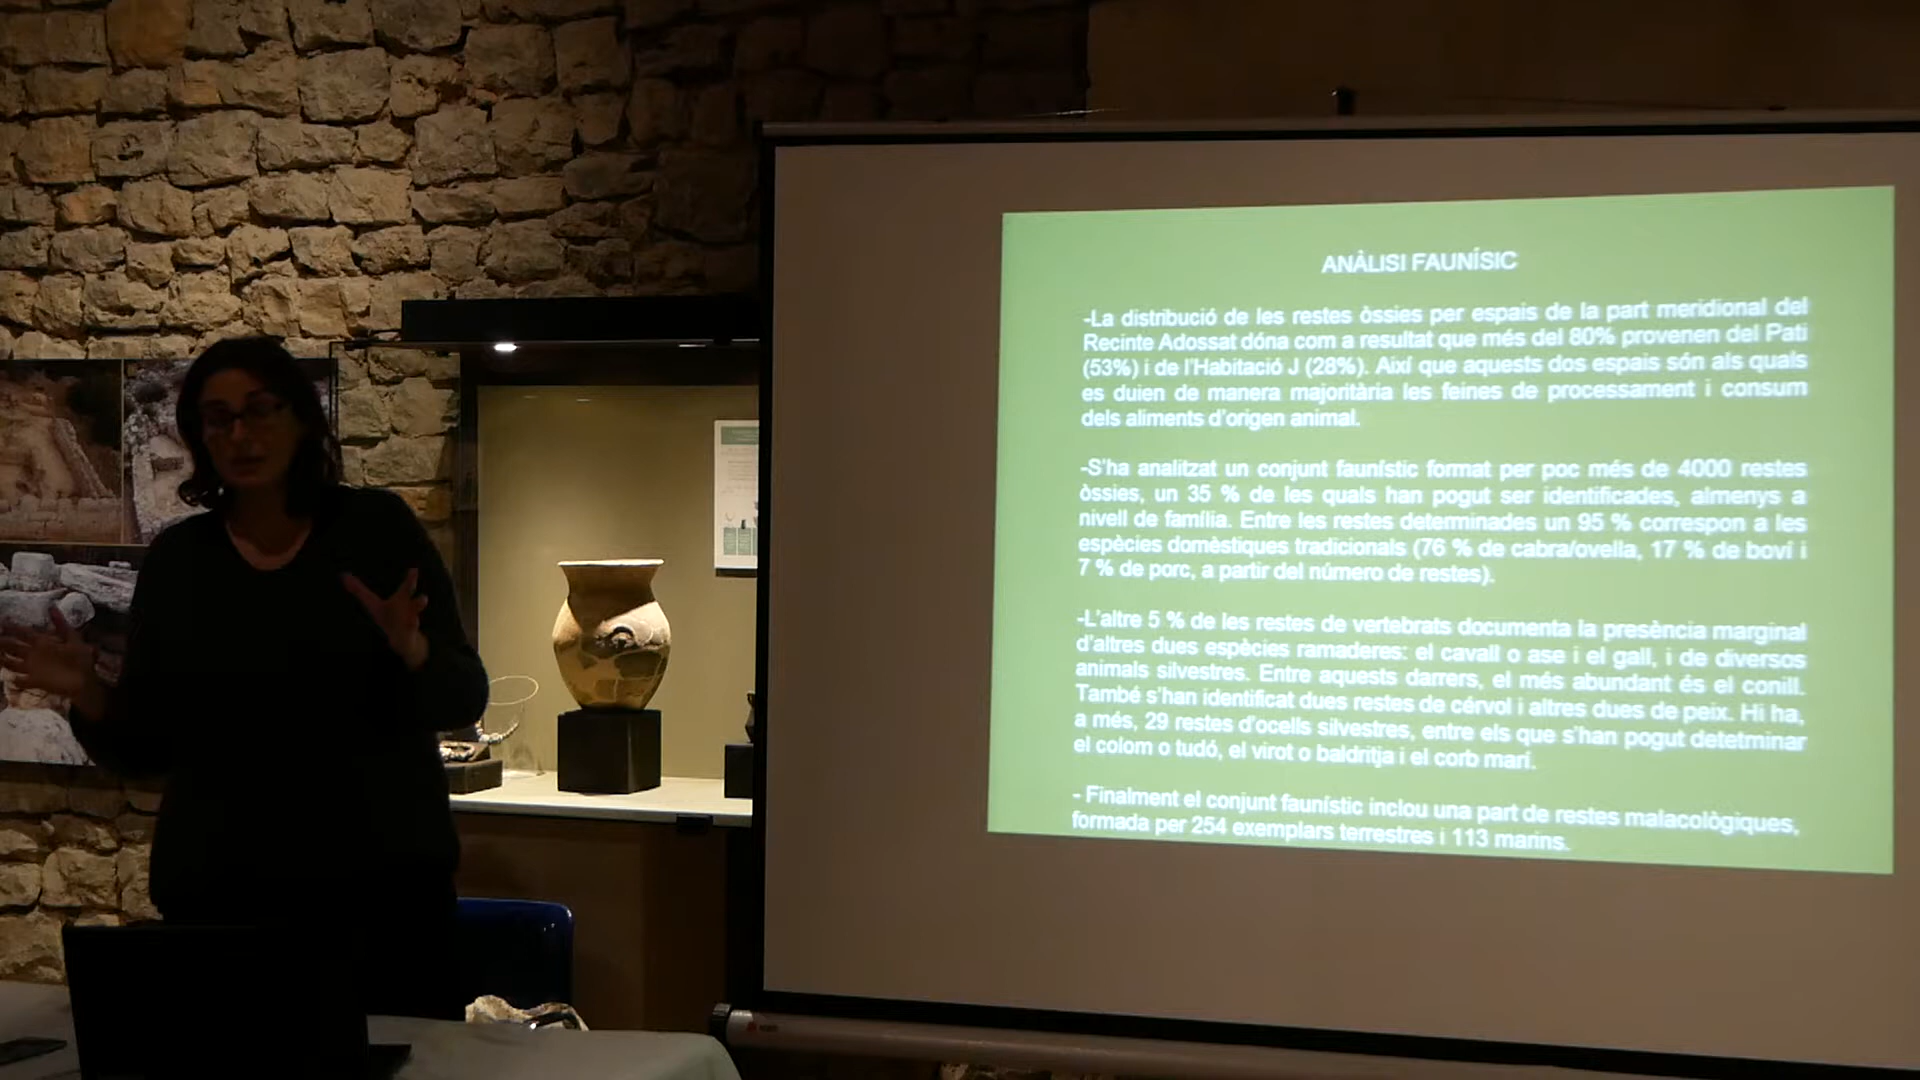 ANÀLISI FAUNÍSIC
-La distribució de les restes òssies per espais de la part meridional del
Recinte Adossat dóna com a resultat que més del 80% provenen del Pati
(53%) i de l'Habitació J (28%). Així que aquests dos espais són als quals
es duien de manera majoritària les feines de processament i consum
dels aliments d'origen animal.
-S'ha analitzat un conjunt faunístic format per poc més de 4000 restes
òssies, un 35 % de les quals han pogut ser identificades, almenys a
nivell de família. Entre les restes determinades un 95 % correspon a les
espècies domèstiques tradicionals (76 % de cabra/ovella, 17 % de boví i
7 % de porc, a partir del número de restes).
-L'altre 5 % de les restes de vertebrats documenta la presència marginal
d'altres dues espècies ramaderes: el cavall o ase i el gall, i de diversos
animals silvestres. Entre aquests darrers, el més abundant és el conill.
També s'han identificat dues restes de cérvol i altres dues de peix. Hi ha,
a més, 29 restes d'ocells silvestres, entre els que s'han pogut detetminar
el colom o tudó, el virot o baldritja i el corb marí.
- Finalment el conjunt faunístic inclou una part de restes malacològiques,
formada per 254 exemplars terrestres i 113 marins.